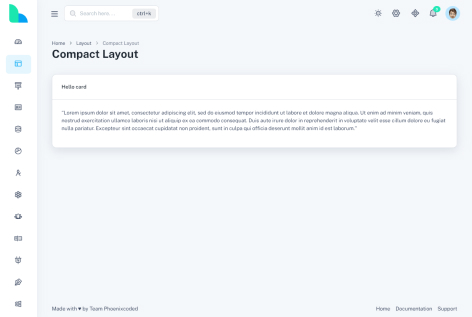 Search here. . .
ctrl+k
Home > Layout > Compact Layout
Compact Layout
Hello card
"Lorem ipsum dolor sit amet, consectetur adipiscing elit, sed do eiusmod tempor incididunt ut labore et dolore magna aliqua. Ut enim ad minim veniam, quis
nostrud exercitation ullamco laboris nisi ut aliquip ex ea commodo consequat. Duis aute irure dolor in reprehenderit in voluptate velit esse cillum dolore eu fugiat
nulla pariatur. Excepteur sint occaecat cupidatat non proident, sunt in culpa qui officia deserunt mollit anim id est laborum."
Made with ♥ by Team Phoenixcoded
Home Documentation Support